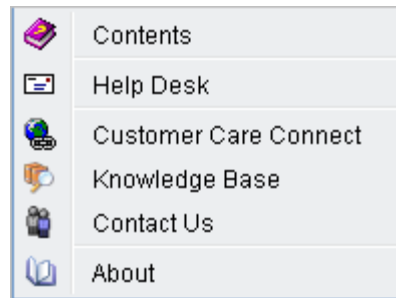 Contents
Help Desk
Customer Care Connect
Knowledge Base
Contact Us
About